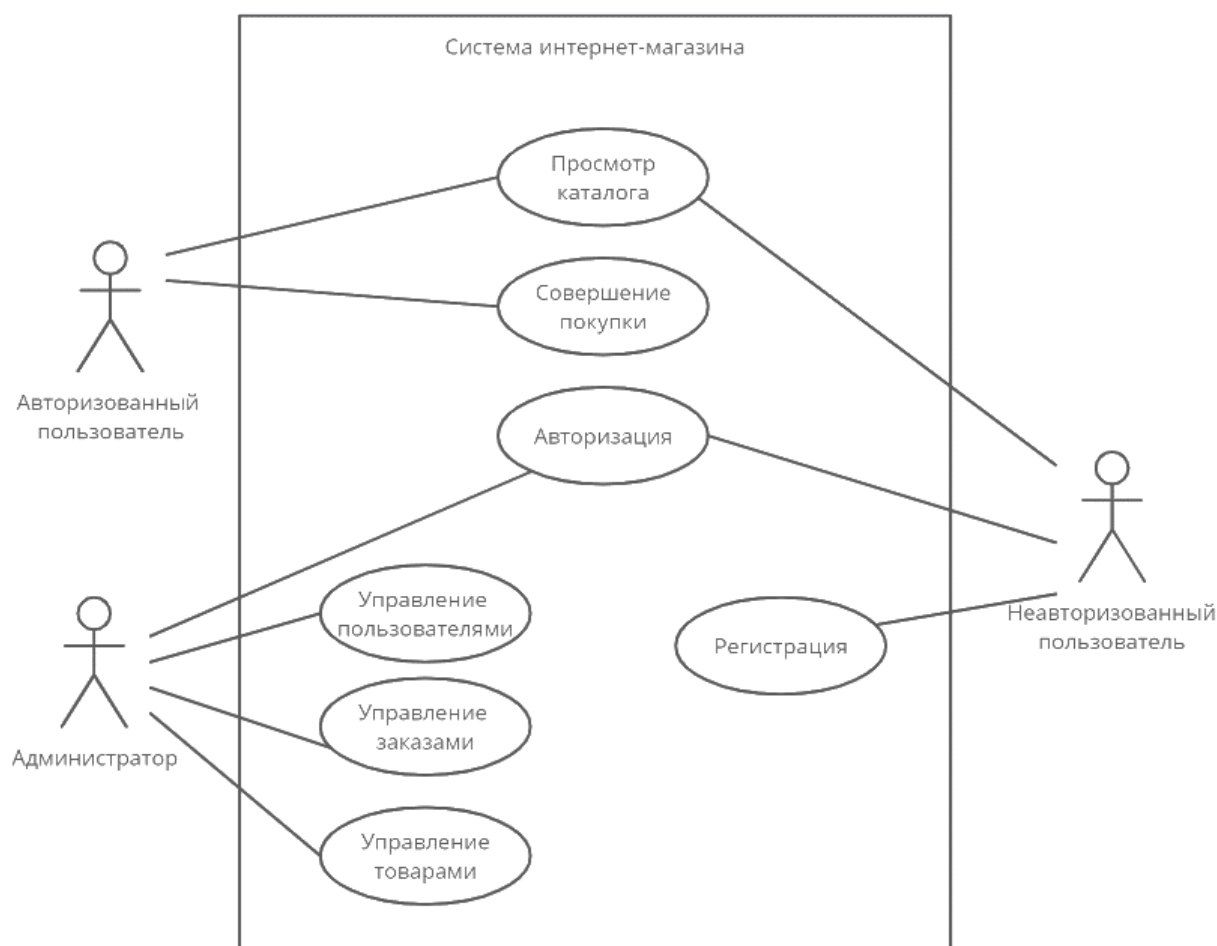 Система интернет-магазина
Просмотр
каталога
Совершение
покупки
Авторизованный
пользователь
Авторизация
Управление
пользователями
Неавторизованный
пользователь
Регистрация
Управление
заказами
Администратор
Управление
товарами